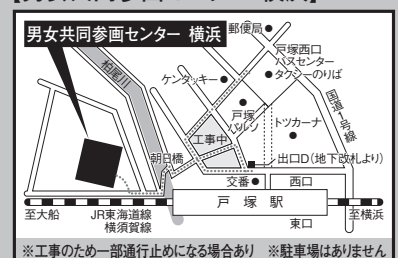 男女共同参画センター 横浜
郵便局
戸塚西口
バスセンター
タクシーのりば
柏尾川
ケンタッキー
国道1号線
戸塚
パルソ
トツカーナ
工事中
朝日橋
出口D(地下改札より)
交番
西口
戸塚駅
至大船
JR東海道線
横須賀線
東口
至横浜
※工事のため一部通行止めになる場合あり ※駐車場はありません